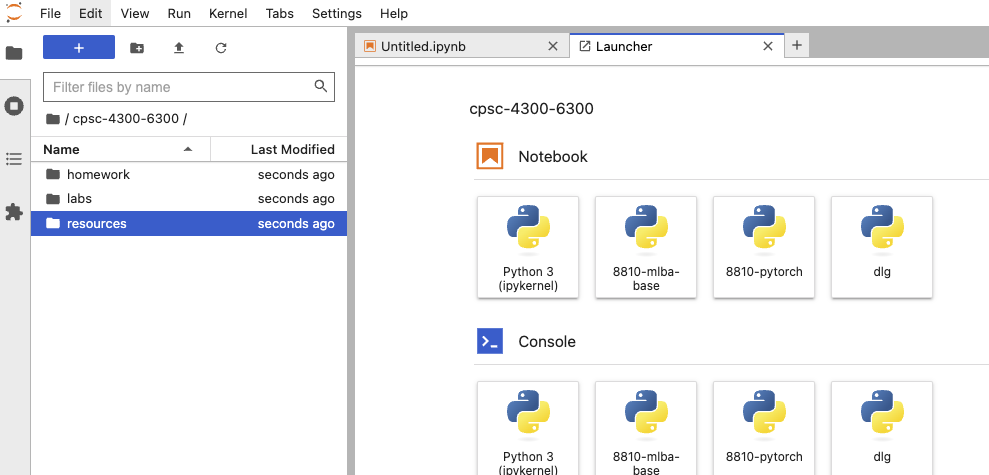 File Edit View Run Kernel Tabs Settings Help
+
Untitled.ipynb
Launcher
+
Filter files by name
/ cpsc-4300-6300 /
Name Last Modified
homework seconds ago
labs seconds ago
resources seconds ago
cpsc-4300-6300
Notebook
Python 3
(ipykernel)
8810-mlba-
base
8810-pytorch
dlg
Console
Python 3
(ipykernel)
8810-mlba-
base
8810-pytorch
dlg